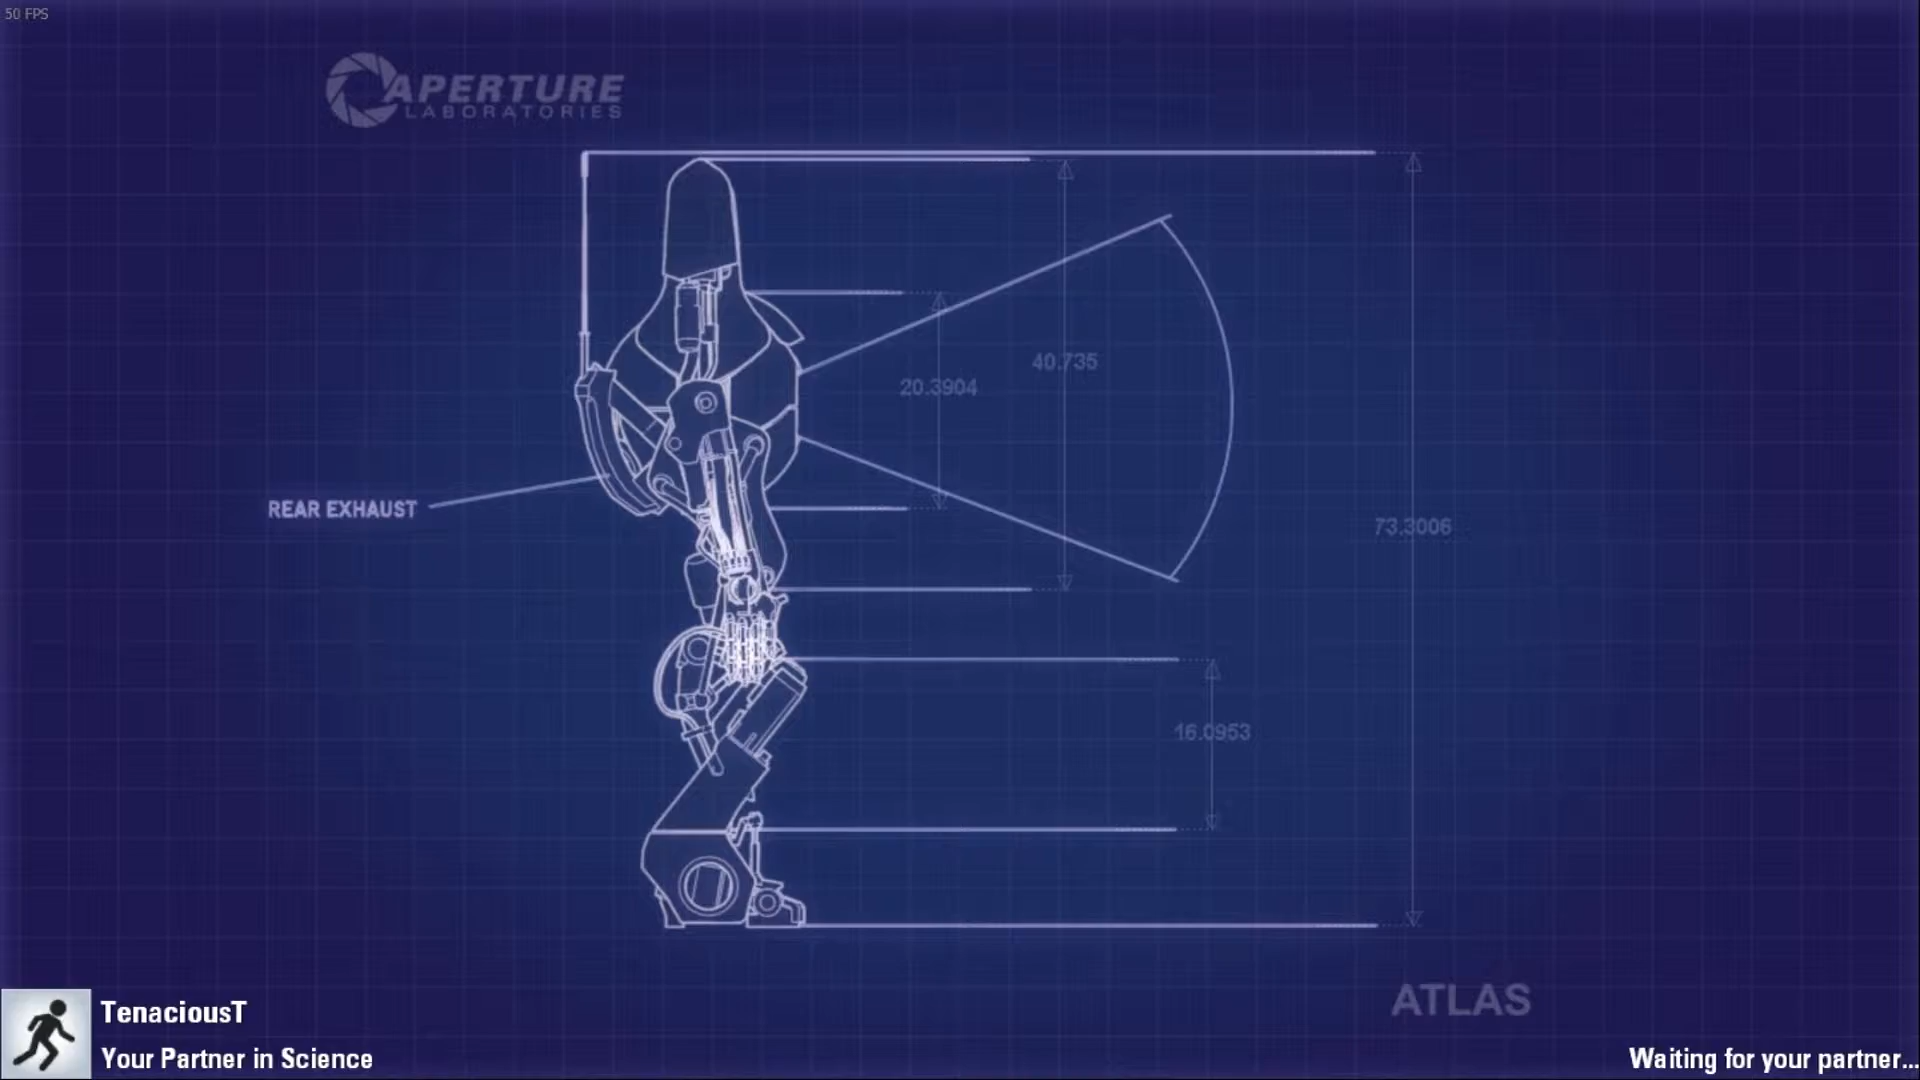 50 FPS
APERTURE
LABORATORIES
40.735
20.3904
REAR EXHAUST
73.3006
16.0953
ATLAS
TenaciousT
Your Partner in Science
Waiting for your partner...